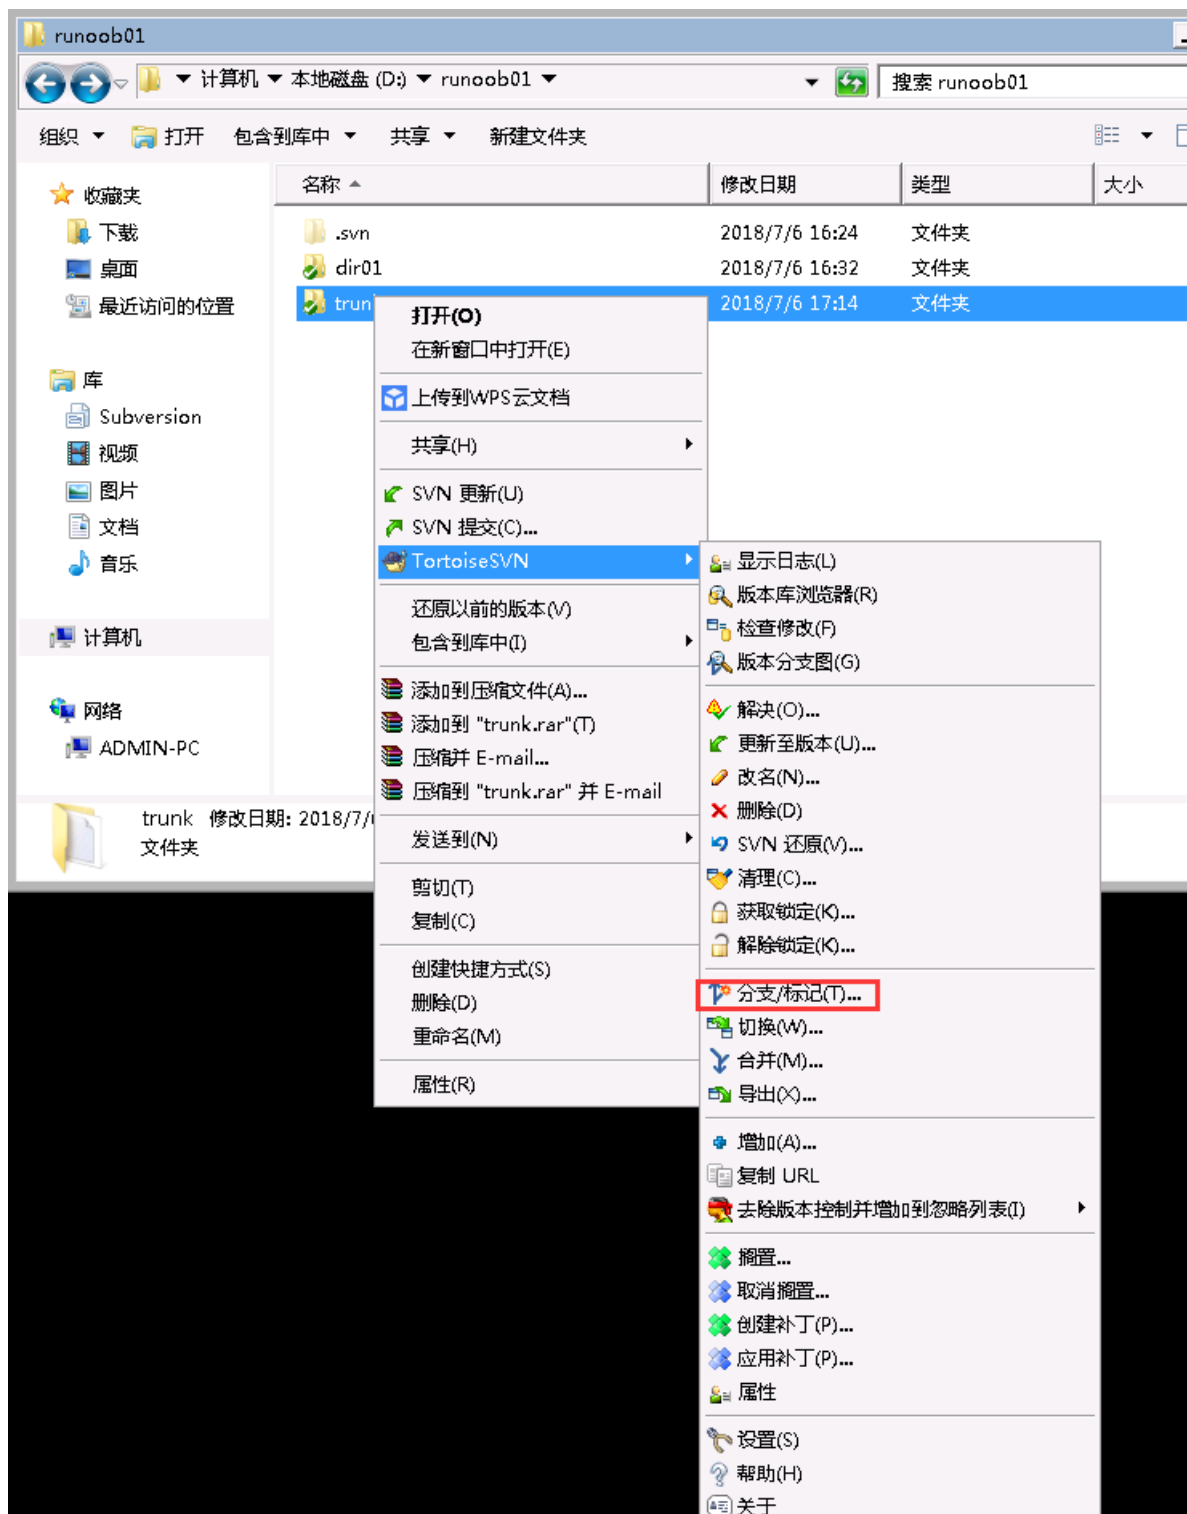 runoob01
计算机 本地磁盘 (D:) runoob01
搜索 runoob01
组织 打开 包含到库中 共享 新建文件夹
名称 修改日期 类型 大小
收藏夹
下载
桌面
最近访问的位置
库
Subversion
视频
图片
文档
音乐
计算机
网络
ADMIN-PC
.svn 2018/7/6 16:24 文件夹
dir01 2018/7/6 16:32 文件夹
trun 2018/7/6 17:14 文件夹
trunk 修改日期: 2018/7/
文件夹
打开(O)
在新窗口中打开(E)
上传到WPS云文档
共享(H)
SVN 更新(U)
SVN 提交(C)...
TortoiseSVN
还原以前的版本(V)
包含到库中(I)
添加到压缩文件(A)...
添加到 "trunk.rar"(T)
压缩并 E-mail...
压缩到 "trunk.rar" 并 E-mail
发送到(N)
剪切(T)
复制(C)
创建快捷方式(S)
删除(D)
重命名(M)
属性(R)
显示日志(L)
版本库浏览器(R)
检查修改(F)
版本分支图(G)
解决(O)...
更新至版本(U)...
改名(N)...
删除(D)
SVN 还原(V)...
清理(C)...
获取锁定(K)...
解除锁定(K)...
分支/标记(T)...
切换(W)...
合并(M)...
导出(X)...
增加(A)...
复制 URL
去除版本控制并增加到忽略列表(I)
搁置...
取消搁置...
创建补丁(P)...
应用补丁(P)...
属性
设置(S)
帮助(H)
关于